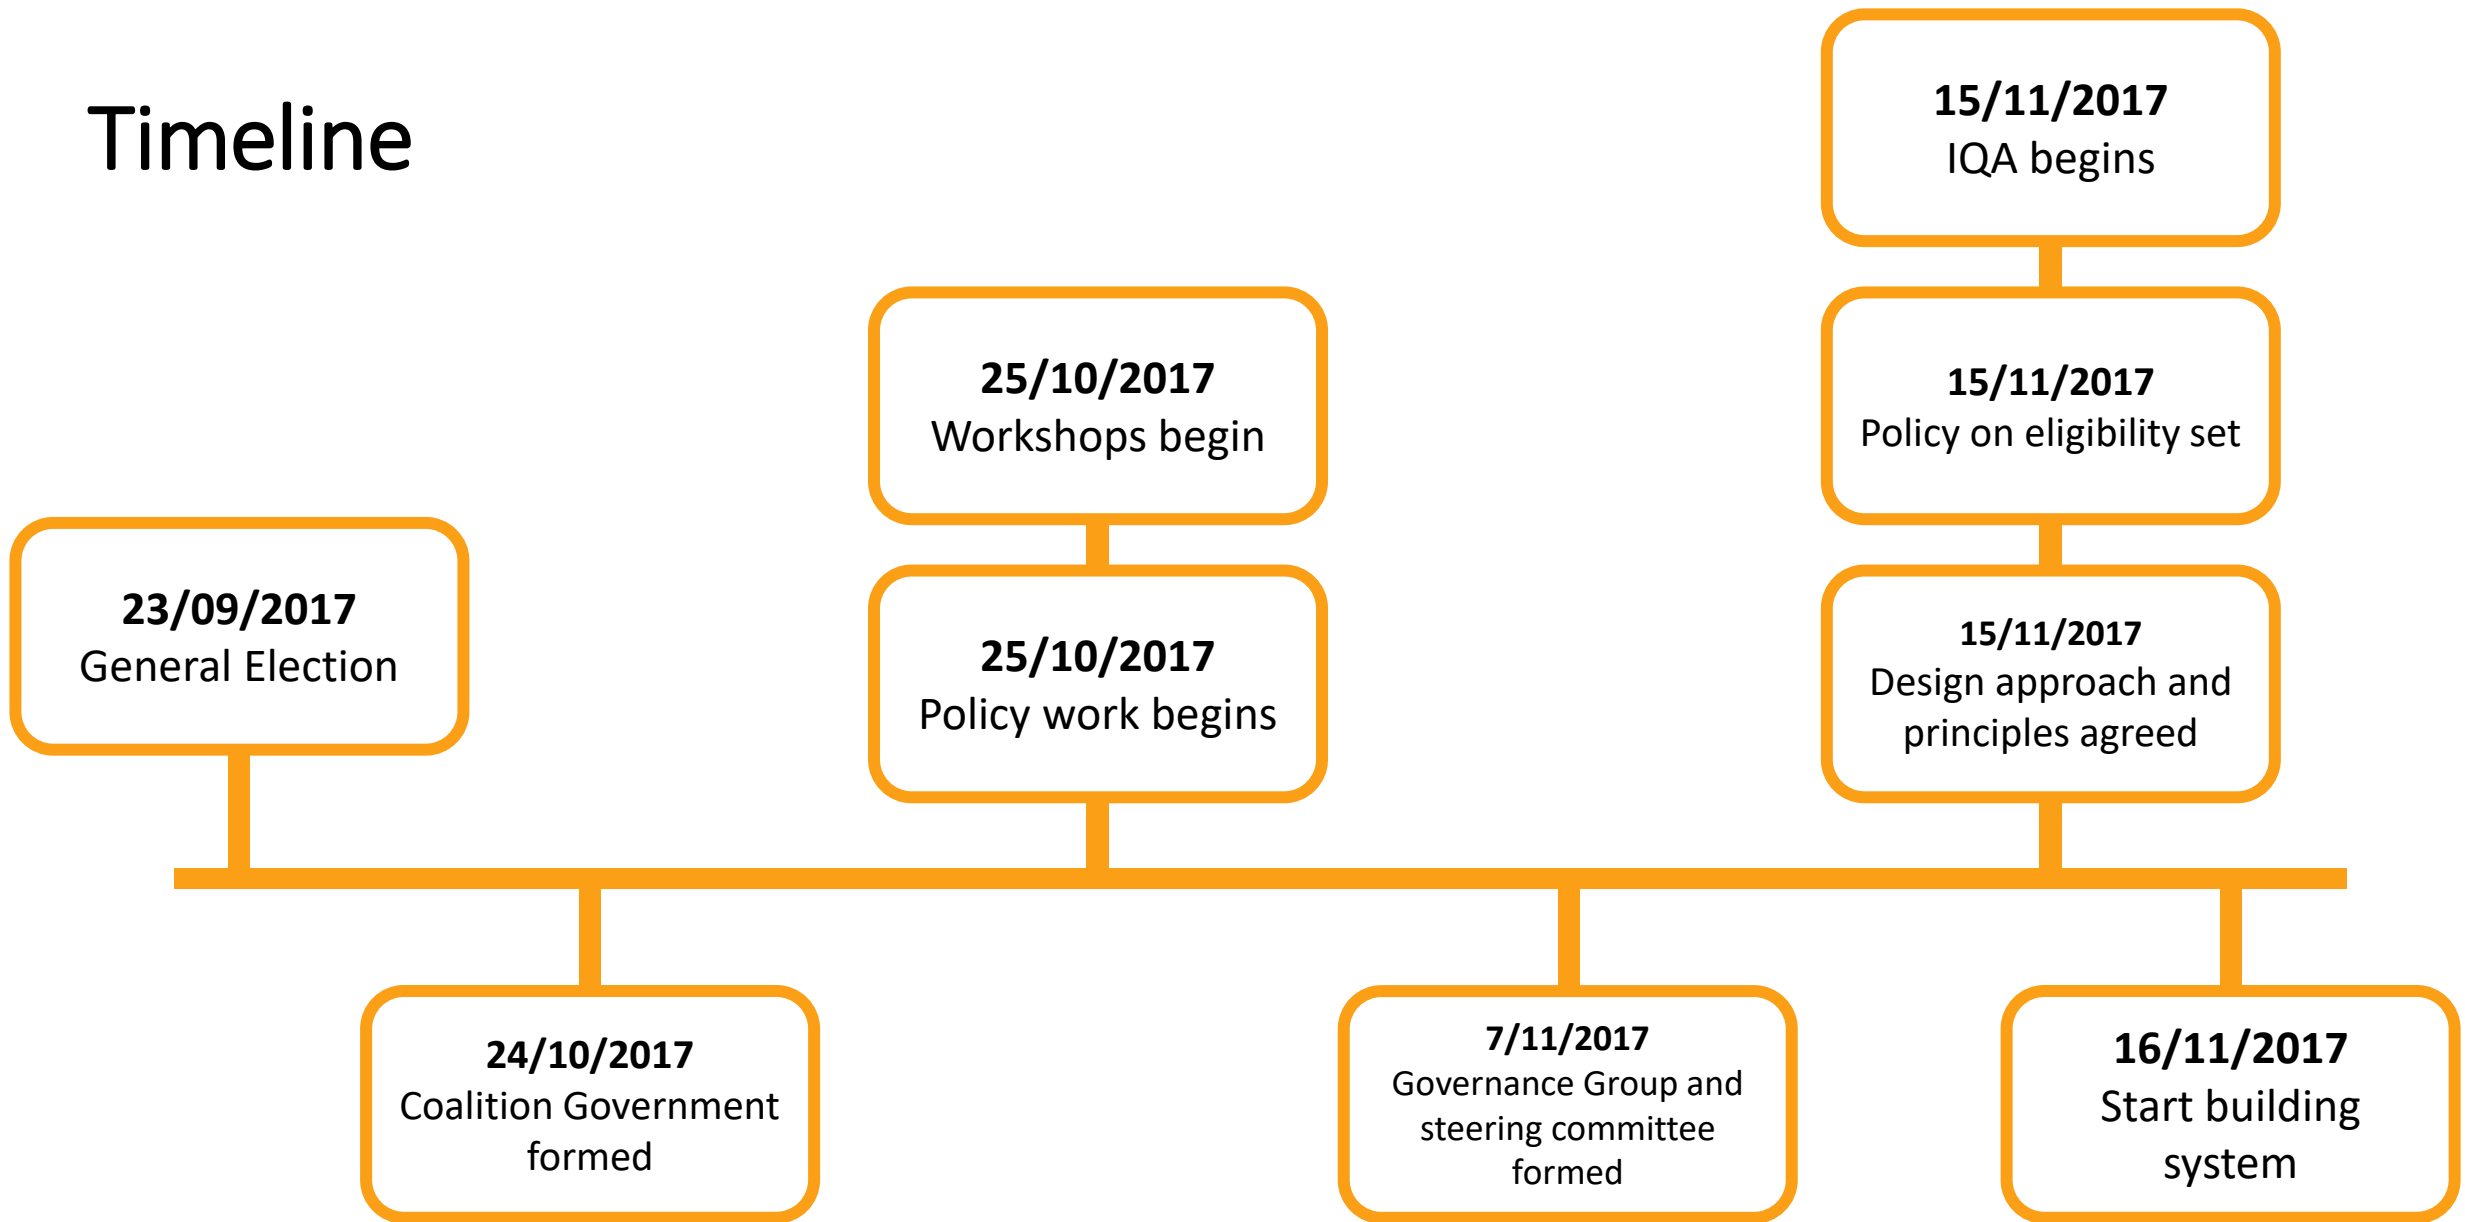 Timeline
15/11/2017
IQA begins
25/10/2017
Workshops begin
15/11/2017
Policy on eligibility set
23/09/2017
General Election
25/10/2017
Policy work begins
15/11/2017
Design approach and
principles agreed
24/10/2017
Coalition Government
formed
7/11/2017
Governance Group and
steering committee
formed
16/11/2017
Start building
system